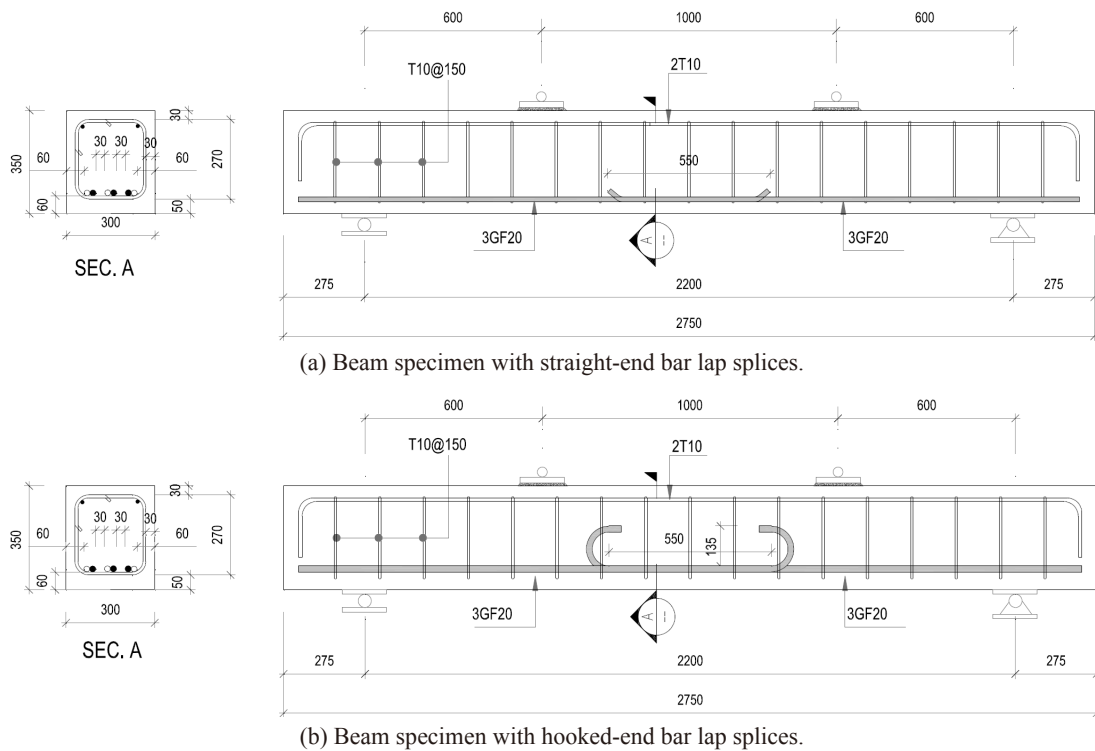 600 1000 600
T10@150 2T10
30
350 60 30 30 30 60 270
550
60 50
300
3GF20 A 3GF20
SEC. A
275 2200 275
2750
(a) Beam specimen with straight-end bar lap splices.
600 1000 600
T10@150 2T10
30
350 60 30 30 30 60 270
550 135
60 50
300
3GF20 A 3GF20
SEC. A
275 2200 275
2750
(b) Beam specimen with hooked-end bar lap splices.